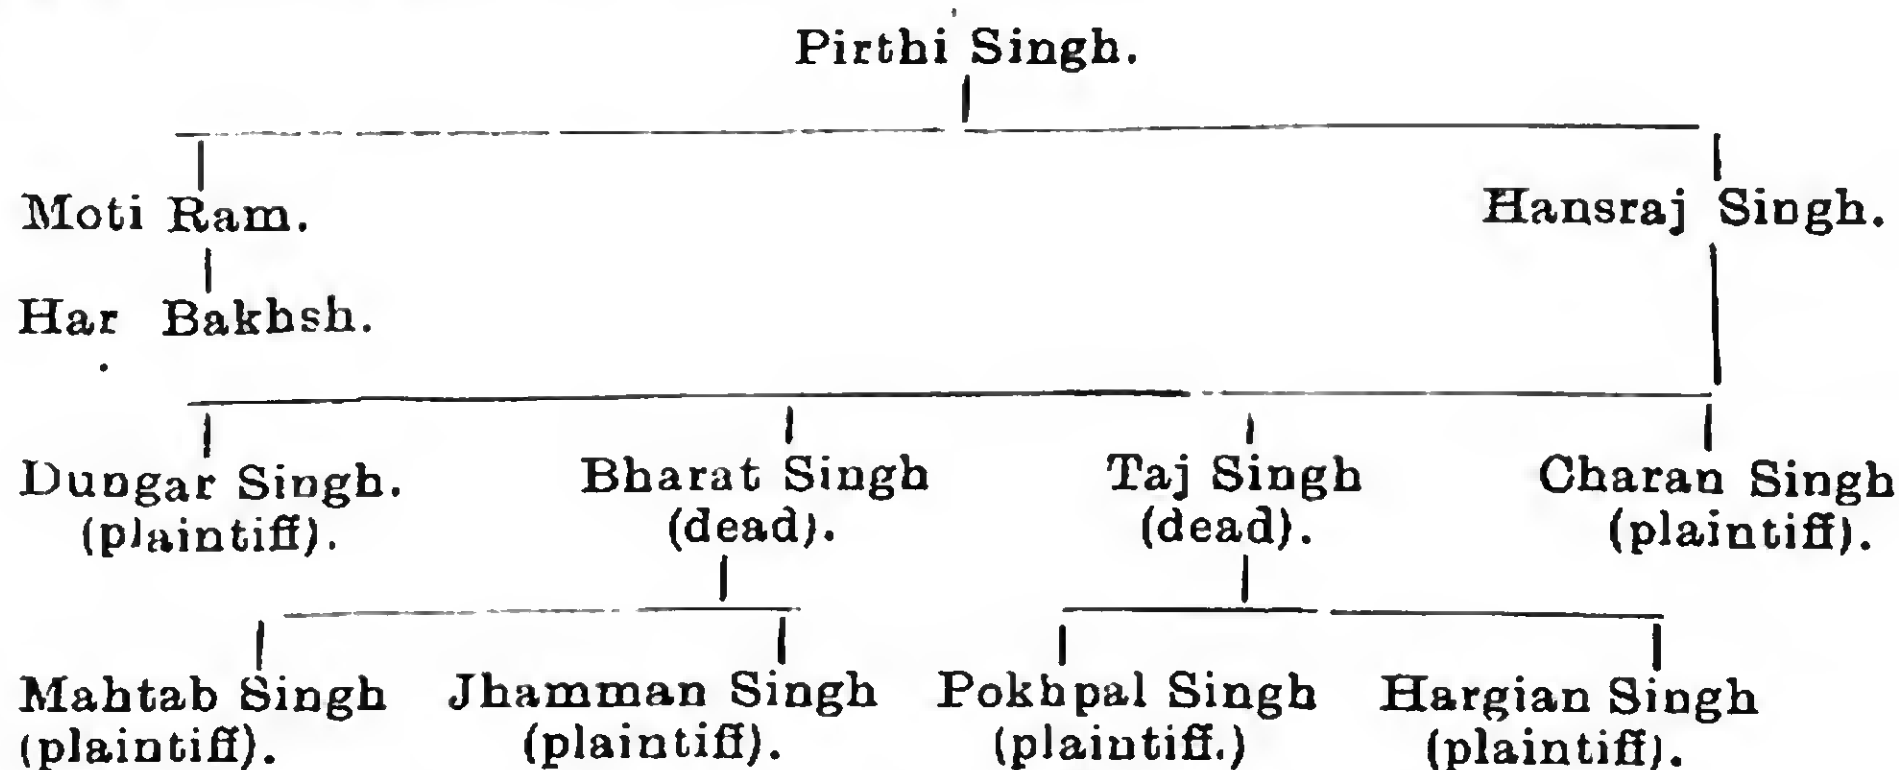 Pirthi Singh.
Moti Ram.
Hansraj Singh.
Har Bakhsh.
Dungar Singh.
(plaintiff).
Bharat Singh
(dead).
Taj Singh
(dead).
Charan Singh
(plaintiff).
Mahtab Singh
(plaintiff).
Jhamman Singh
(plaintiff).
Pokhpal Singh
(plaintiff.)
Hargian Singh
(plaintiff).